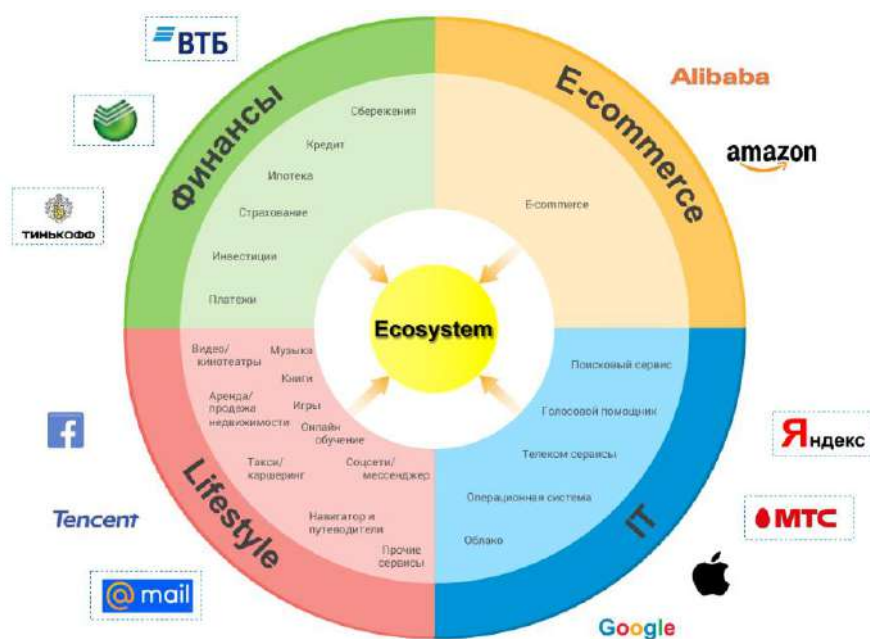 ВТБ
ТИНЬКОФФ
Финансы
Сбережения
Кредит
Ипотека
Страхование
Инвестиции
Платежи
E-commerce
E-commerce
Alibaba
amazon
Ecosystem
Lifestyle
Видео/
кинотеатры
Музыка
Книги
Аренда/
продажа
недвижимости
Игры
Онлайн
обучение
Такси/
каршеринг
Соцсети/
мессенджер
Навигатор и
путеводители
Прочие
сервисы
f
Tencent
@mail
IT
Поисковый сервис
Голосовой помощник
Телеком сервисы
Операционная система
Облако
Яндекс
МТС
Google